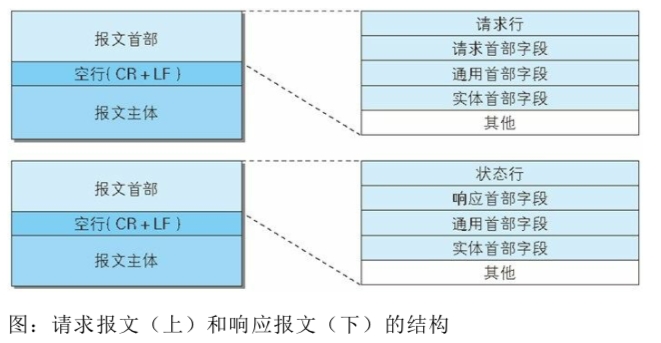 报文首部
空行(CR+LF)
报文主体
请求行
请求首部字段
通用首部字段
实体首部字段
其他
报文首部
空行(CR+LF)
报文主体
状态行
响应首部字段
通用首部字段
实体首部字段
其他
图：请求报文（上）和响应报文（下）的结构